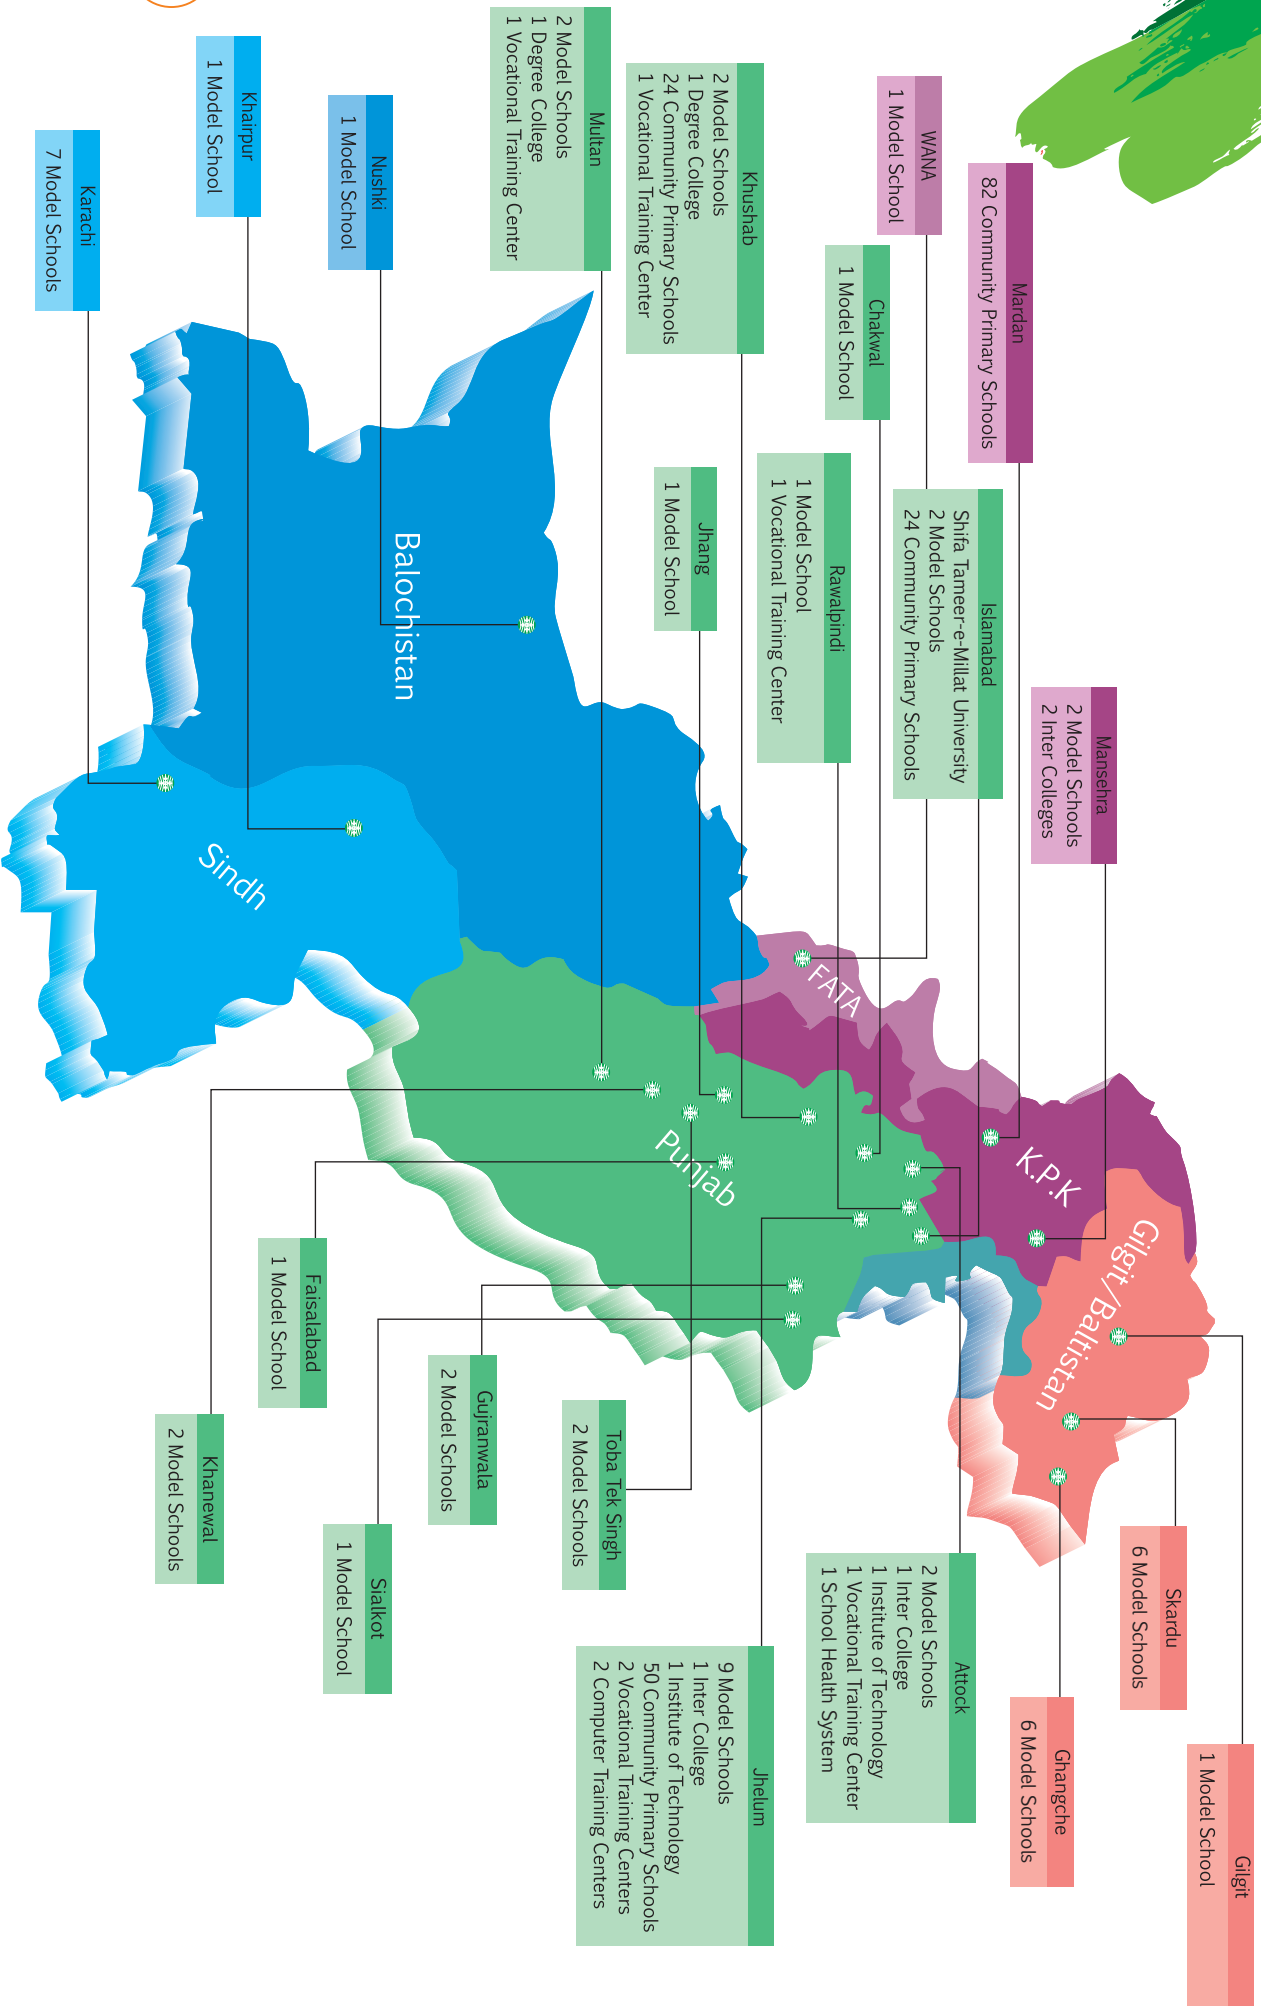 Gilgit
1 Model School
Skardu
6 Model Schools
Ghangche
6 Model Schools
Mansehra
2 Model Schools
2 Inter Colleges
Mardan
82 Community Primary Schools
WANA
1 Model School
Islamabad
Shifa Tameer-e-Millat University
2 Model Schools
24 Community Primary Schools
Chakwal
1 Model School
Rawalpindi
1 Model School
1 Vocational Training Center
Attock
2 Model Schools
1 Inter College
1 Institute of Technology
1 Vocational Training Center
1 School Health System
Khushab
2 Model Schools
1 Degree College
24 Community Primary Schools
1 Vocational Training Center
Jhang
1 Model School
Jhelum
9 Model Schools
1 Inter College
1 Institute of Technology
50 Community Primary Schools
2 Vocational Training Centers
2 Computer Training Centers
Multan
2 Model Schools
1 Degree College
1 Vocational Training Center
Toba Tek Singh
2 Model Schools
Gujranwala
2 Model Schools
Nushki
1 Model School
Sialkot
1 Model School
Faisalabad
1 Model School
Khairpur
1 Model School
Khanewal
2 Model Schools
Karachi
7 Model Schools
Gilgit/Baltistan
K.P.K
FATA
Punjab
Balochistan
Sindh